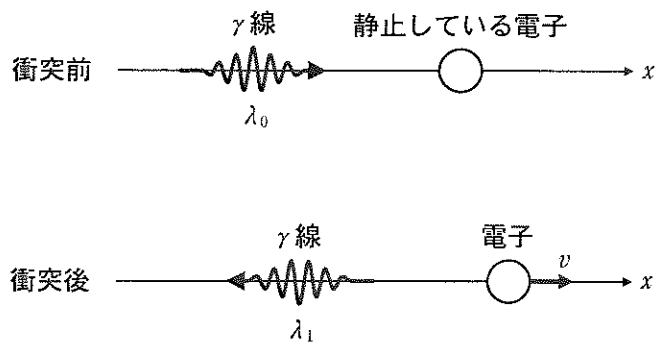 γ線 静止している電子
衝突前 x
λ₀
γ線 電子
衝突後 v x
λ₁